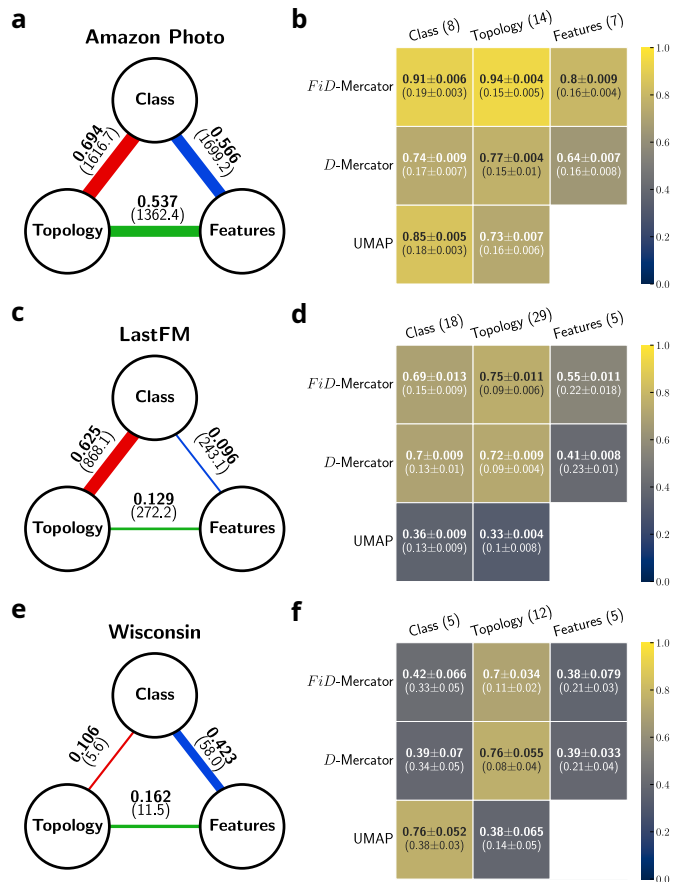 a
Amazon Photo
Class
0.694
(1616.7)
0.566
(1699.2)
0.537
(1362.4)
Topology
Features
b
Class (8)
Topology (14)
Features (7)
FiD-Mercator
0.91±0.006
(0.19±0.003)
0.94±0.004
(0.15±0.005)
0.8±0.009
(0.16±0.004)
D-Mercator
0.74±0.009
(0.17±0.007)
0.77±0.004
(0.15±0.01)
0.64±0.007
(0.16±0.008)
UMAP
0.85±0.005
(0.18±0.003)
0.73±0.007
(0.16±0.006)
1.0
0.8
0.6
0.4
0.2
0.0
c
LastFM
Class
0.625
(868.1)
0.096
(243.1)
0.129
(272.2)
Topology
Features
d
Class (18)
Topology (29)
Features (5)
FiD-Mercator
0.69±0.013
(0.15±0.009)
0.75±0.011
(0.09±0.006)
0.55±0.011
(0.22±0.018)
D-Mercator
0.7±0.009
(0.13±0.01)
0.72±0.009
(0.09±0.004)
0.41±0.008
(0.23±0.01)
UMAP
0.36±0.009
(0.13±0.009)
0.33±0.004
(0.1±0.008)
1.0
0.8
0.6
0.4
0.2
0.0
e
Wisconsin
Class
0.106
(5.6)
0.423
(58.0)
0.162
(11.5)
Topology
Features
f
Class (5)
Topology (12)
Features (5)
FiD-Mercator
0.42±0.066
(0.33±0.05)
0.7±0.034
(0.11±0.02)
0.38±0.079
(0.21±0.03)
D-Mercator
0.39±0.07
(0.34±0.05)
0.76±0.055
(0.08±0.04)
0.39±0.033
(0.21±0.04)
UMAP
0.76±0.052
(0.38±0.03)
0.38±0.065
(0.14±0.05)
1.0
0.8
0.6
0.4
0.2
0.0